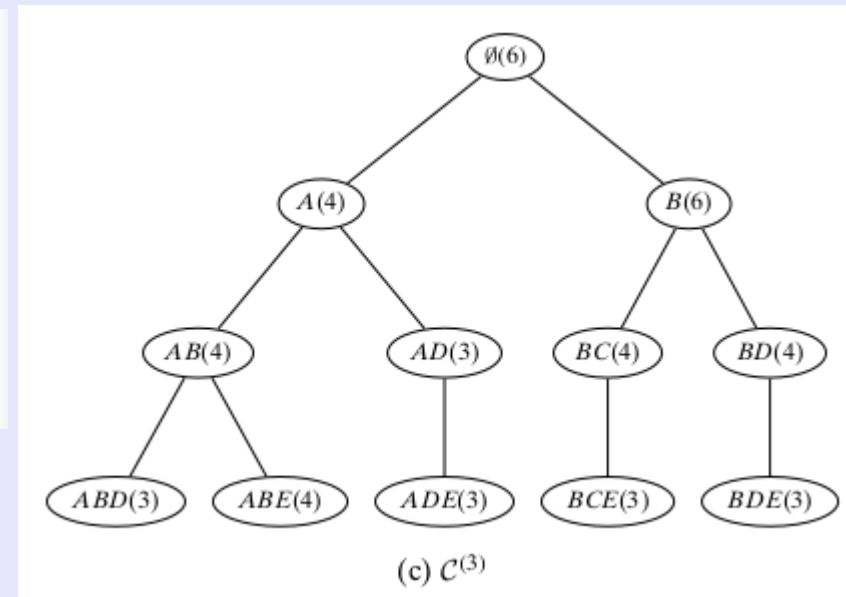 ∅(6)
A(4) B(6)
AB(4) AD(3) BC(4) BD(4)
ABD(3) ABE(4) ADE(3) BCE(3) BDE(3)
(c) 𝒞⁽³⁾